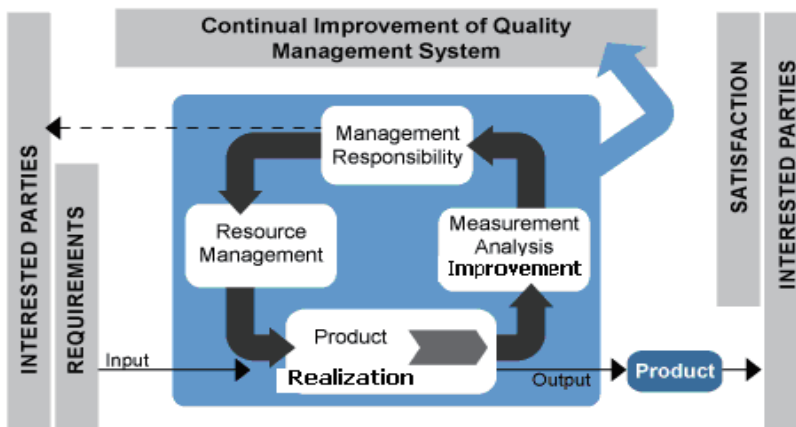 Continual Improvement of Quality
Management System
INTERESTED PARTIES
REQUIREMENTS
Management
Responsibility
Resource
Management
Measurement
Analysis
Improvement
Product
Realization
Input
Output
Product
SATISFACTION
INTERESTED PARTIES